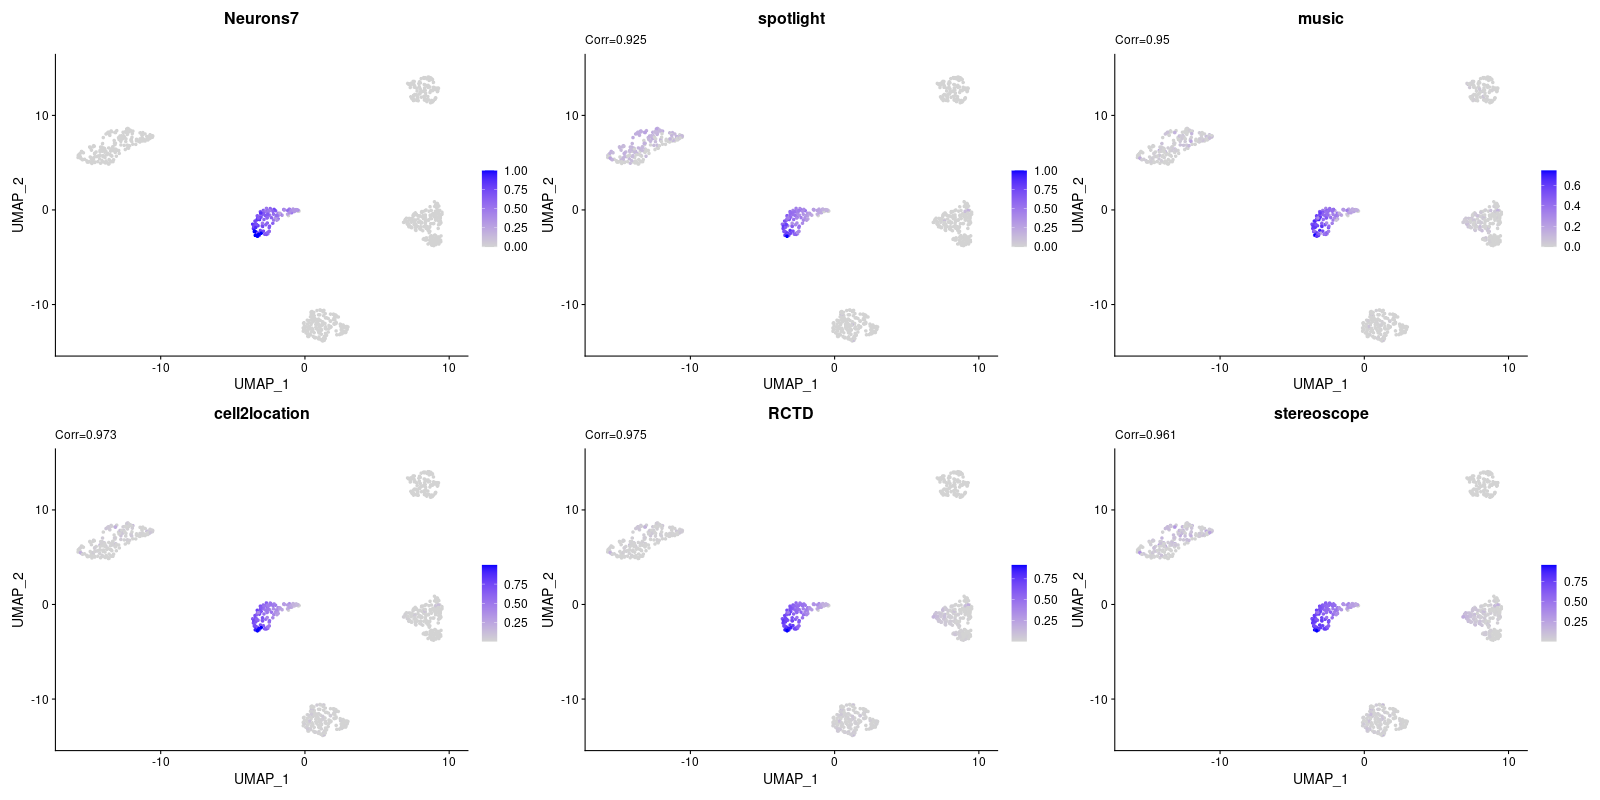 Neurons7
10
0
-10
UMAP_2
-10
0
10
UMAP_1
1.00
0.75
0.50
0.25
0.00
spotlight
Corr=0.925
10
0
-10
UMAP_2
-10
0
10
UMAP_1
1.00
0.75
0.50
0.25
0.00
music
Corr=0.95
10
0
-10
UMAP_2
-10
0
10
UMAP_1
0.6
0.4
0.2
0.0
cell2location
Corr=0.973
10
0
-10
UMAP_2
-10
0
10
UMAP_1
0.75
0.50
0.25
RCTD
Corr=0.975
10
0
-10
UMAP_2
-10
0
10
UMAP_1
0.75
0.50
0.25
stereoscope
Corr=0.961
10
0
-10
UMAP_2
-10
0
10
UMAP_1
0.75
0.50
0.25